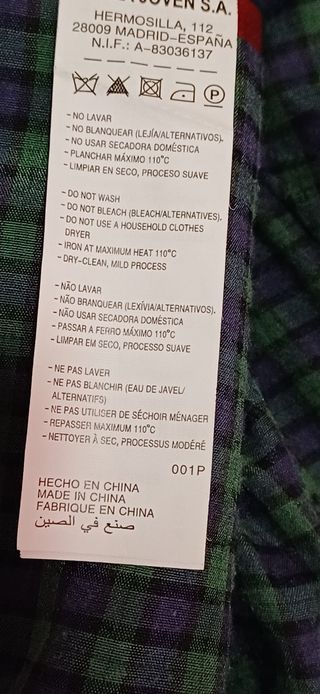 JOVEN S.A.
HERMOSILLA, 112
28009 MADRID-ESPAÑA
N.I.F.: A-83036137
- NO LAVAR
- NO BLANQUEAR (LEJÍA/ALTERNATIVOS).
- NO USAR SECADORA DOMÉSTICA
- PLANCHAR MÁXIMO 110°C
- LIMPIAR EN SECO, PROCESO SUAVE
- DO NOT WASH
- DO NOT BLEACH (BLEACH/ALTERNATIVES).
- DO NOT USE A HOUSEHOLD CLOTHES
DRYER
- IRON AT MAXIMUM HEAT 110°C
- DRY-CLEAN, MILD PROCESS
- NÃO LAVAR
- NÃO BRANQUEAR (LEXÍVIA/ALTERNATIVOS)
- NÃO USAR SECADORA DOMÉSTICA
- PASSAR A FERRO MÁXIMO 110°C
- LIMPAR EM SECO, PROCESSO SUAVE
- NE PAS LAVER
- NE PAS BLANCHIR (EAU DE JAVEL/
ALTERNATIFS)
- NE PAS UTILISER DE SÉCHOIR MÉNAGER
- REPASSER MAXIMUM 110°C
- NETTOYER À SEC, PROCESSUS MODÉRÉ
001P
HECHO EN CHINA
MADE IN CHINA
FABRIQUE EN CHINA
صنع في الصين